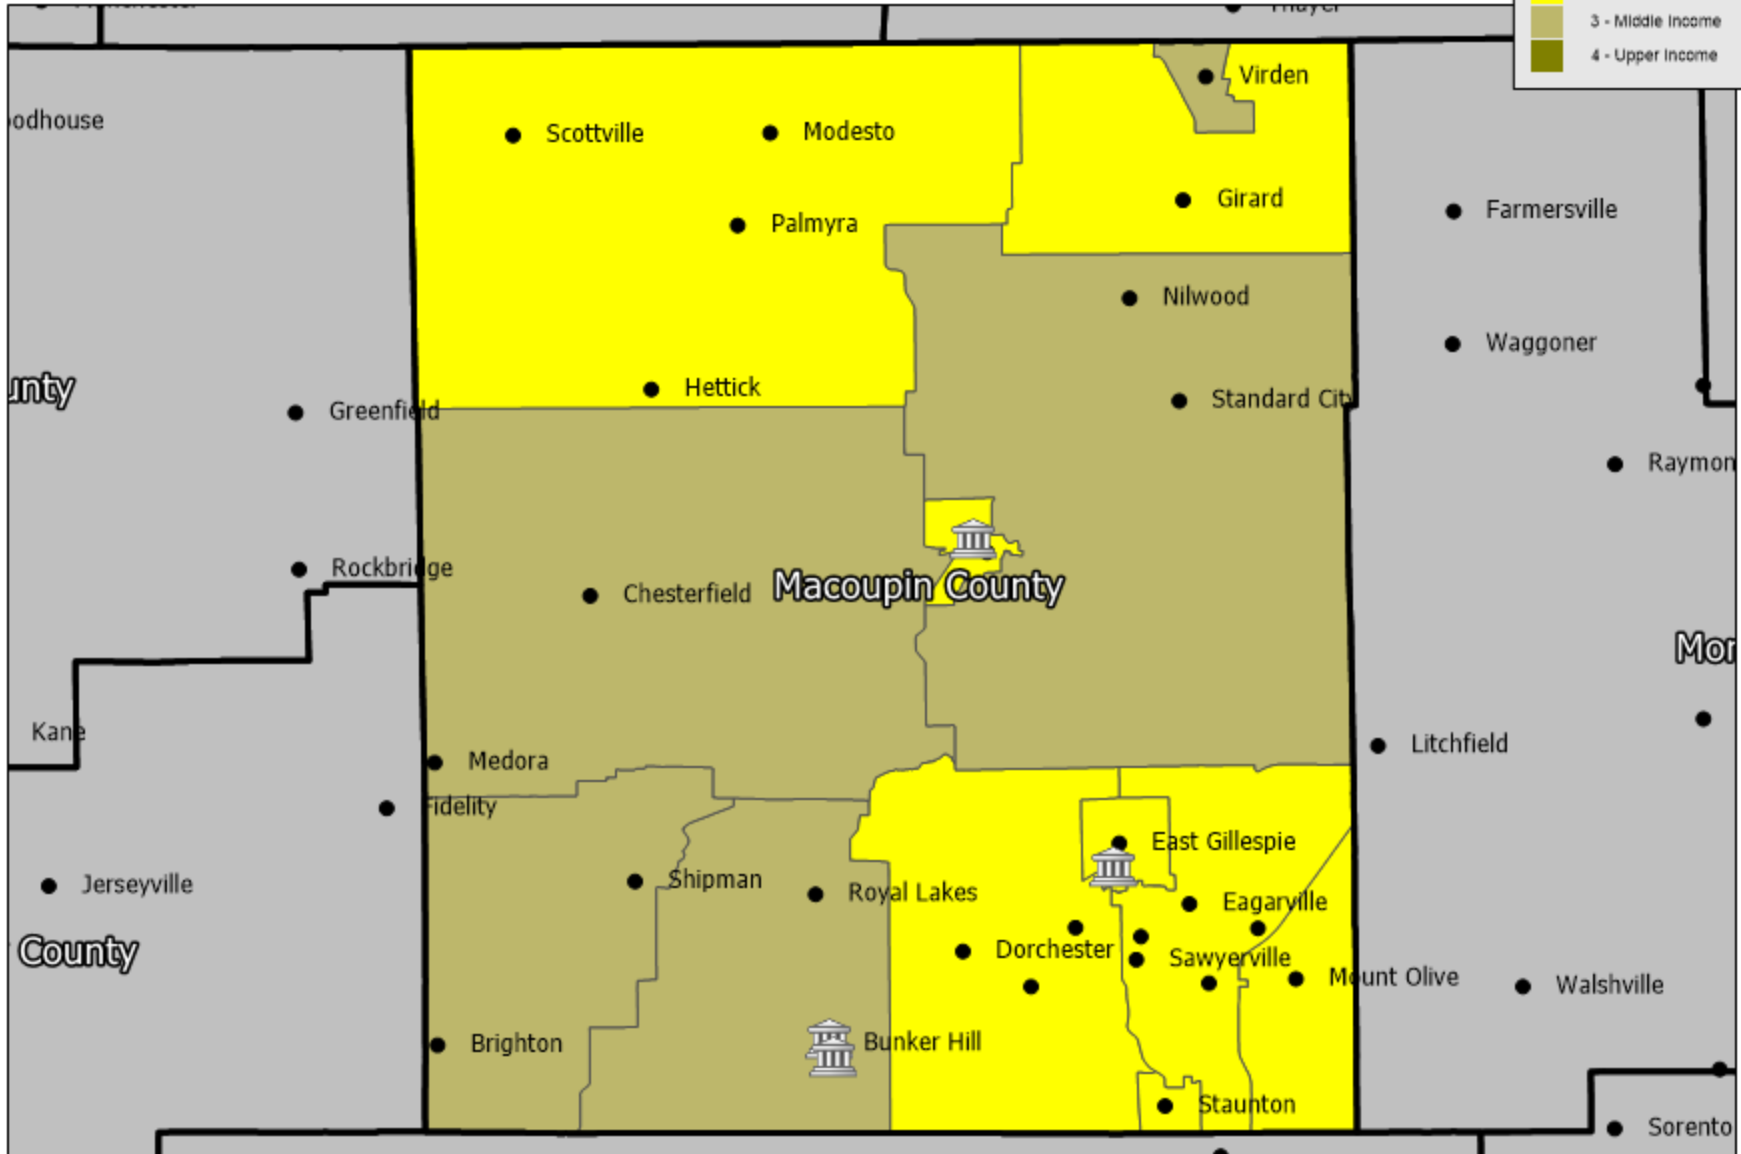 Thayer
3 - Middle Income
4 - Upper Income
Virden
Scottville
Modesto
Girard
Farmersville
Palmyra
Nilwood
Waggoner
Hettick
Standard City
Greenfield
Rockbridge
Chesterfield
Macoupin County
Kane
Medora
Litchfield
Fidelity
East Gillespie
Jerseyville
Shipman
Royal Lakes
Eagarville
County
Dorchester
Sawyerville
Mount Olive
Walshville
Brighton
Bunker Hill
Staunton
Sorento